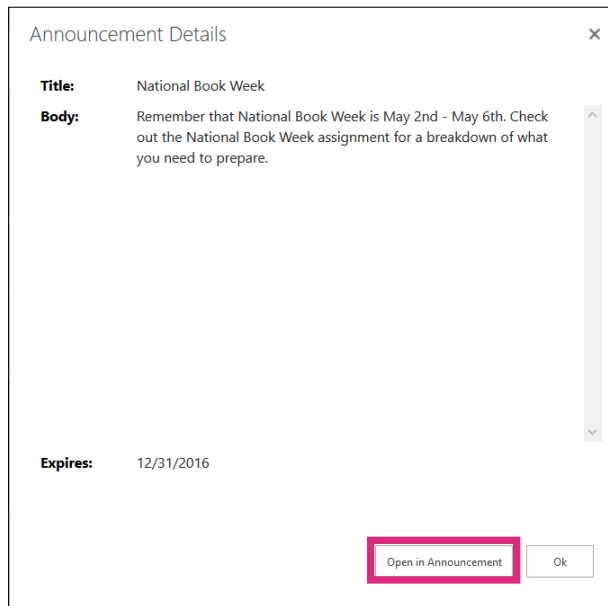 Announcement Details
Title: National Book Week
Body: Remember that National Book Week is May 2nd - May 6th. Check
out the National Book Week assignment for a breakdown of what
you need to prepare.
Expires: 12/31/2016
Open in Announcement Ok